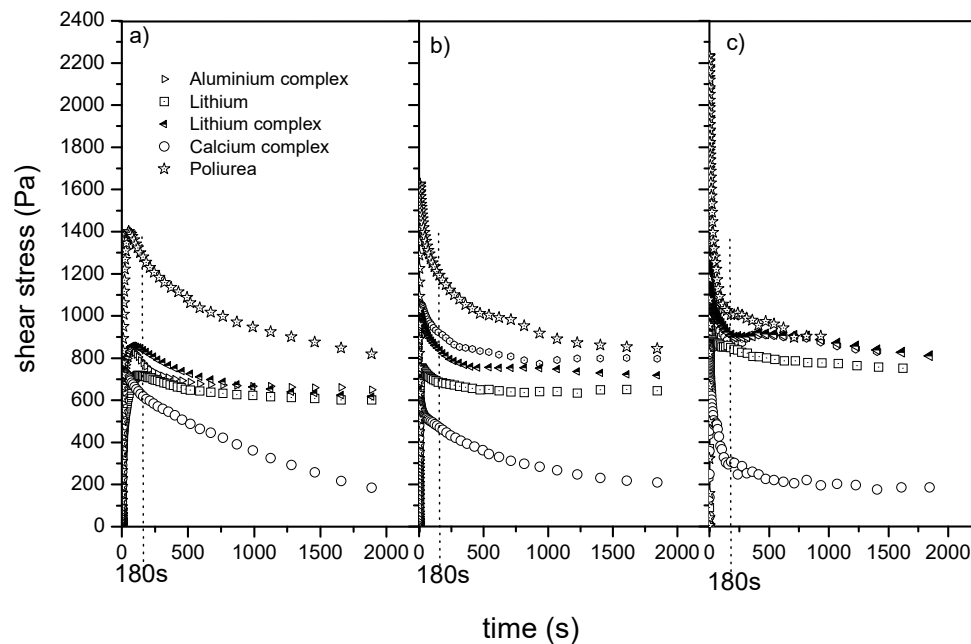 a)
b)
c)
Aluminium complex
Lithium
Lithium complex
Calcium complex
Poliurea
2400
2200
2000
1800
1600
1400
1200
1000
800
600
400
200
0
shear stress (Pa)
0 500 1000 1500 2000
0 500 1000 1500 2000
0 500 1000 1500 2000
180s
180s
180s
time (s)